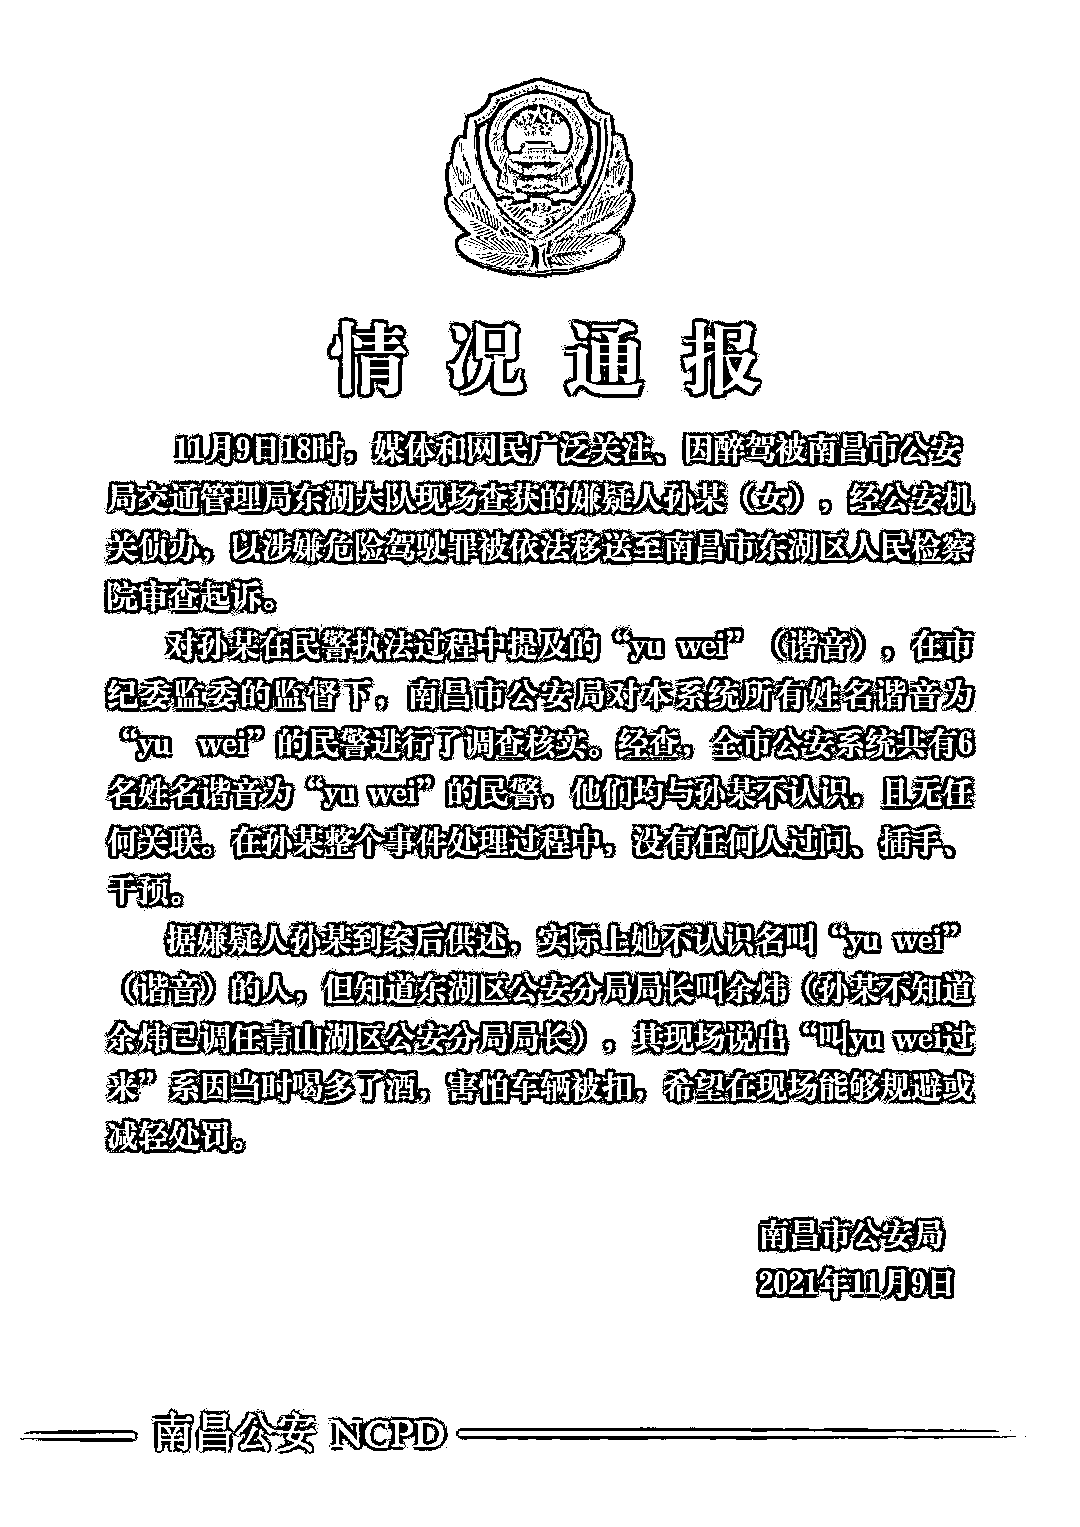 情况通报
11月9日18时，媒体和网民广泛关注、因醉驾被南昌市公安
局交通管理局东湖大队现场查获的嫌疑人孙某（女），经公安机
关侦办，以涉嫌危险驾驶罪被依法移送至南昌市东湖区人民检察
院审查起诉。
对孙某在民警执法过程中提及的“yu wei”（谐音），在市
纪委监委的监督下，南昌市公安局对本系统所有姓名谐音为
“yu wei”的民警进行了调查核实。经查，全市公安系统共有6
名姓名谐音为“yu wei”的民警，他们均与孙某不认识，且无任
何关联。在孙某整个事件处理过程中，没有任何人过问、插手、
干预。
据嫌疑人孙某到案后供述，实际上她不认识名叫“yu wei”
（谐音）的人，但知道东湖区公安分局局长叫余炜（孙某不知道
余炜已调任青山湖区公安分局局长），其现场说出“叫yu wei过
来”系因当时喝多了酒，害怕车辆被扣，希望在现场能够规避或
减轻处罚。
南昌市公安局
2021年11月9日
南昌公安 NCPD